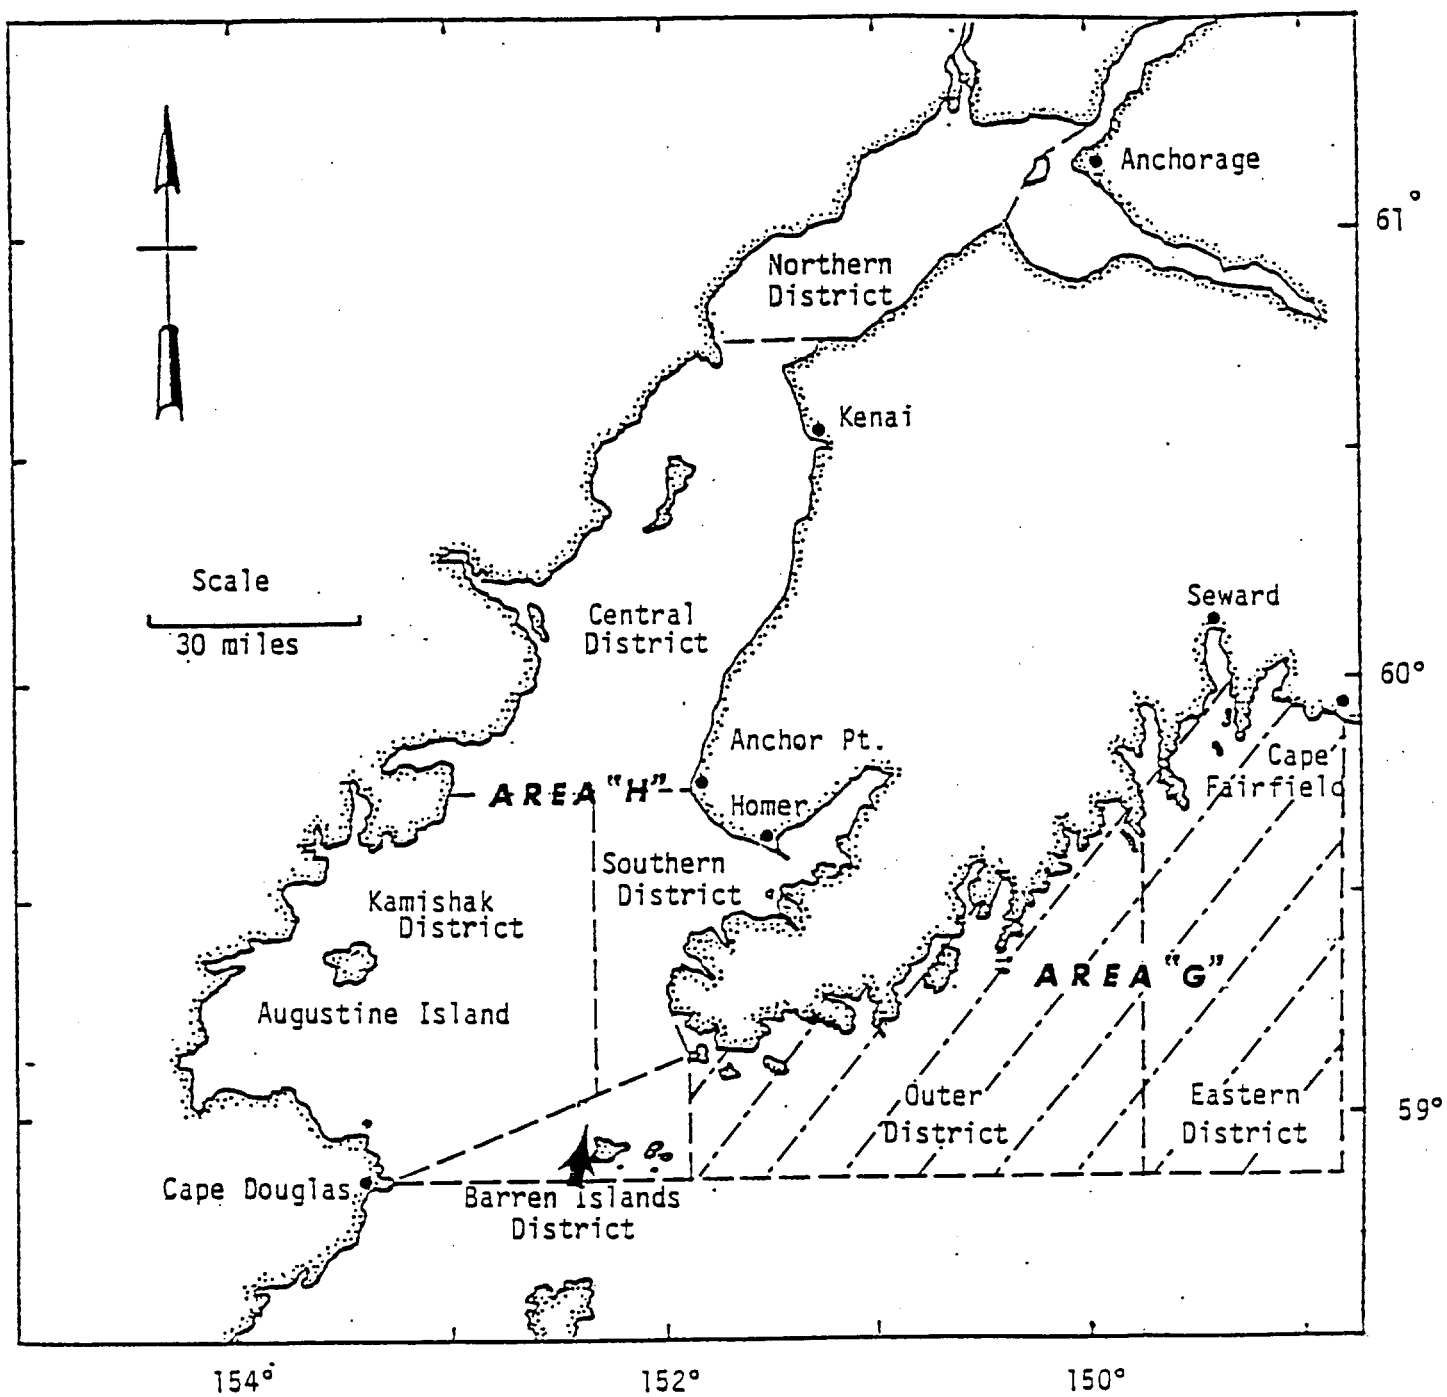 Anchorage
61°
Northern
District
Kenai
Scale
30 miles
Central
District
Seward
60°
Anchor Pt.
Cape
Fairfield
AREA "H"
Homer
Southern
District
Kamishak
District
AREA "G"
Augustine Island
Outer
District
Eastern
District
59°
Cape Douglas
Barren Islands
District
154°
152°
150°